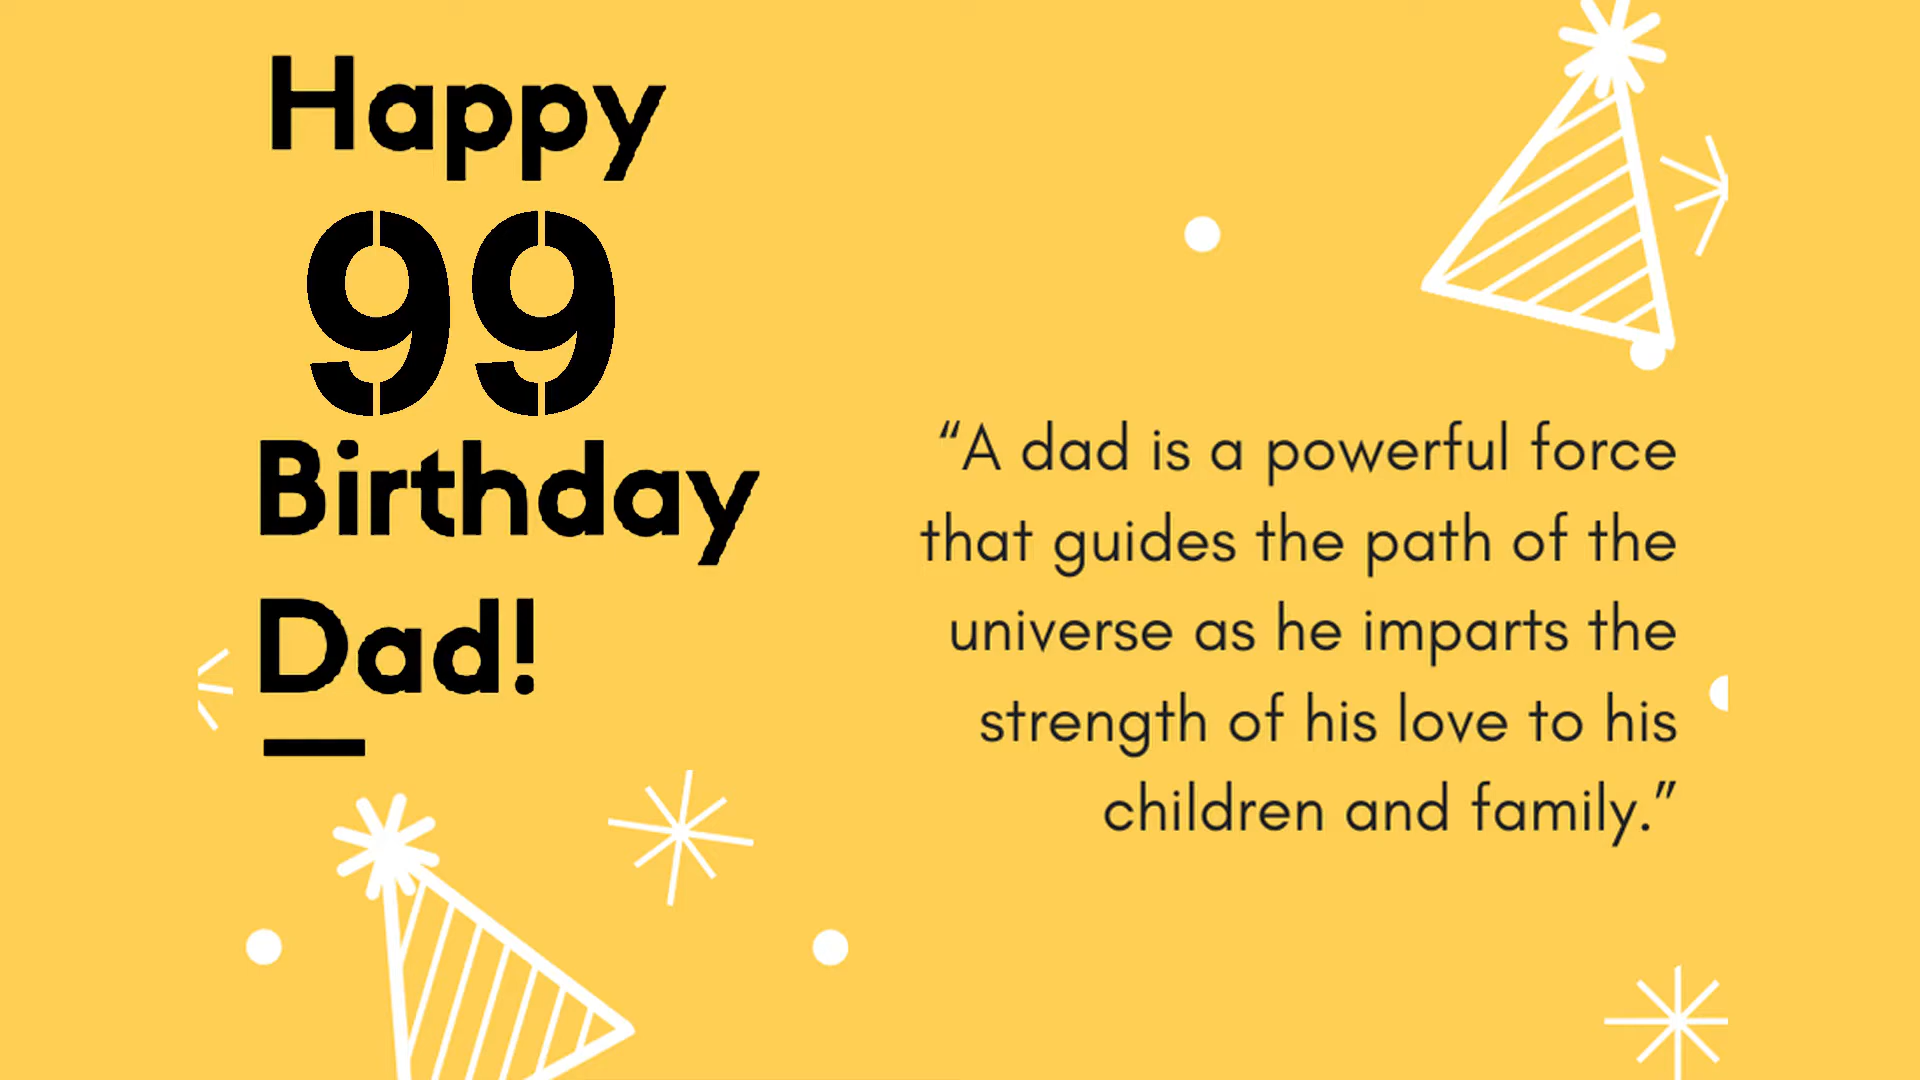 Happy
99
Birthday
Dad!
“A dad is a powerful force
that guides the path of the
universe as he imparts the
strength of his love to his
children and family.”